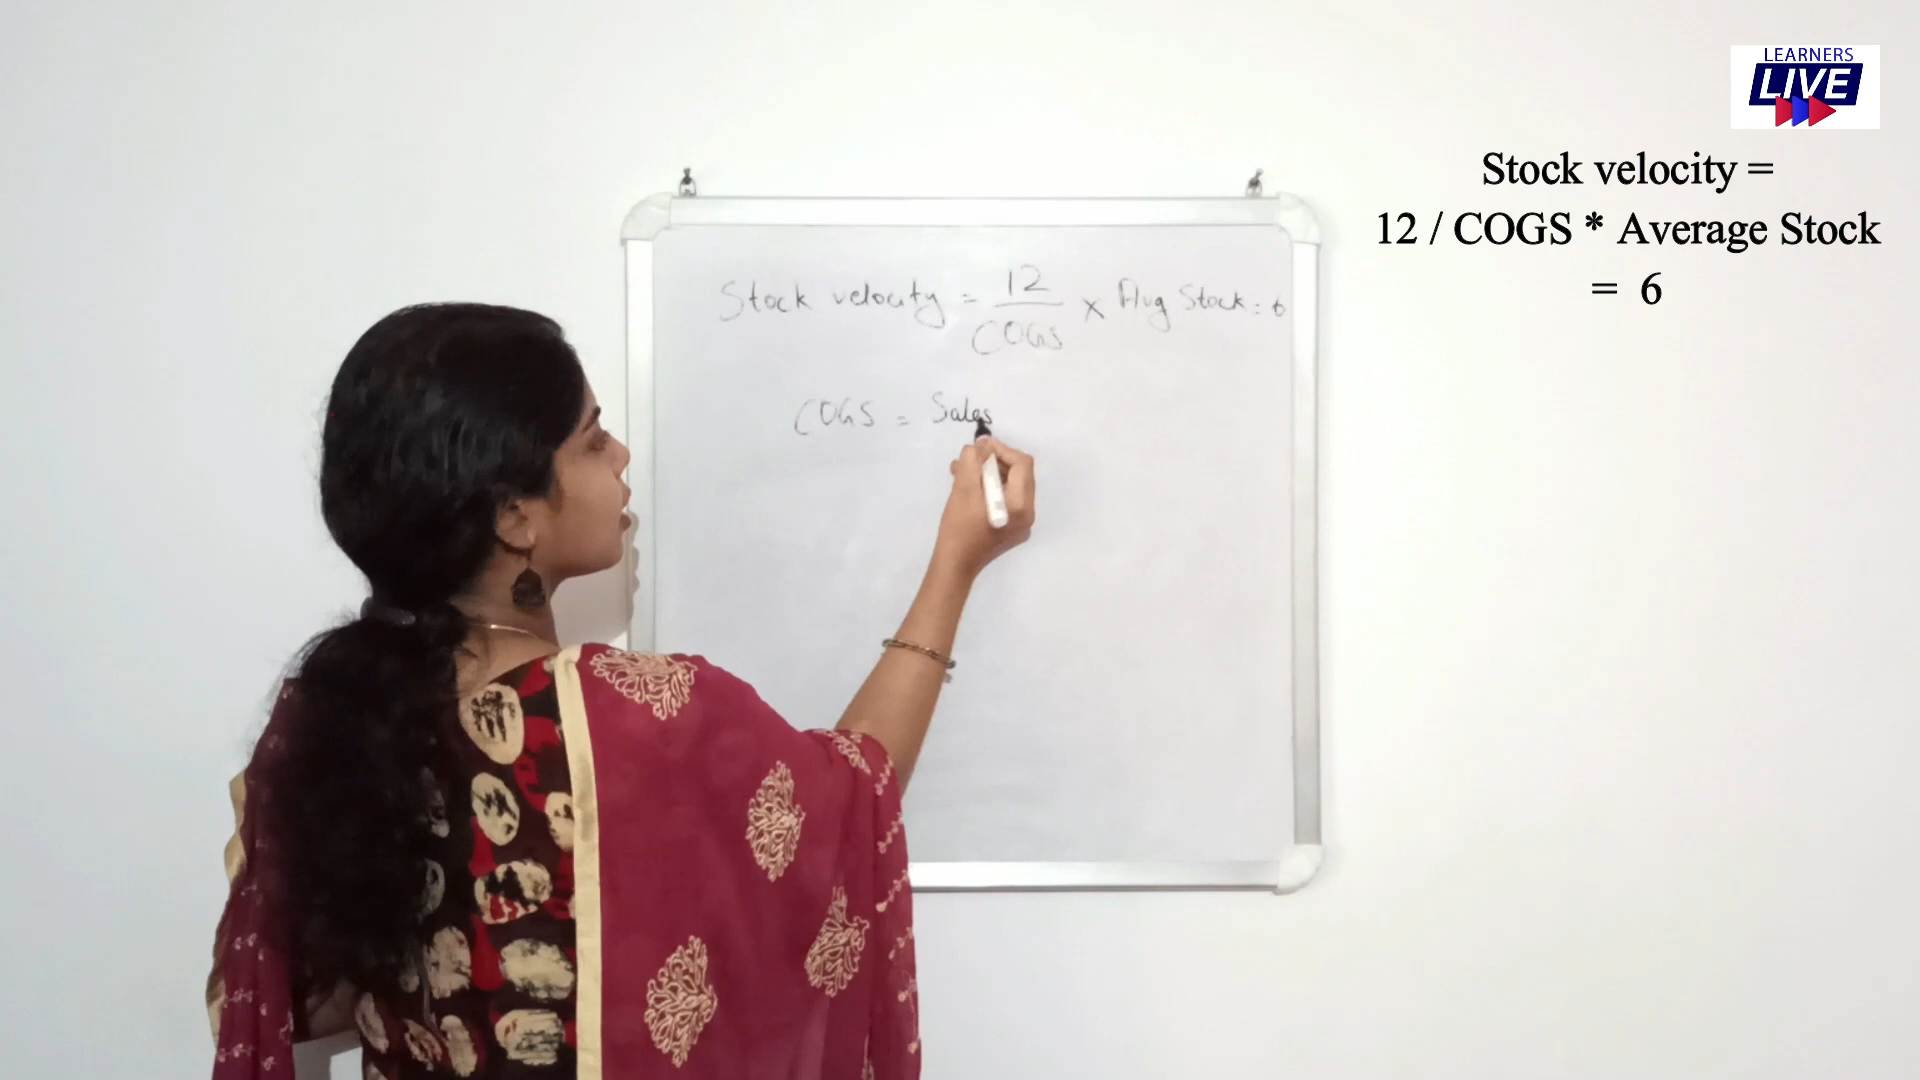 LEARNERS
LIVE
Stock velocity =
12 / COGS * Average Stock
= 6
Stock velocity = 12 / COGS x Avg Stock = 6
COGS = Sales